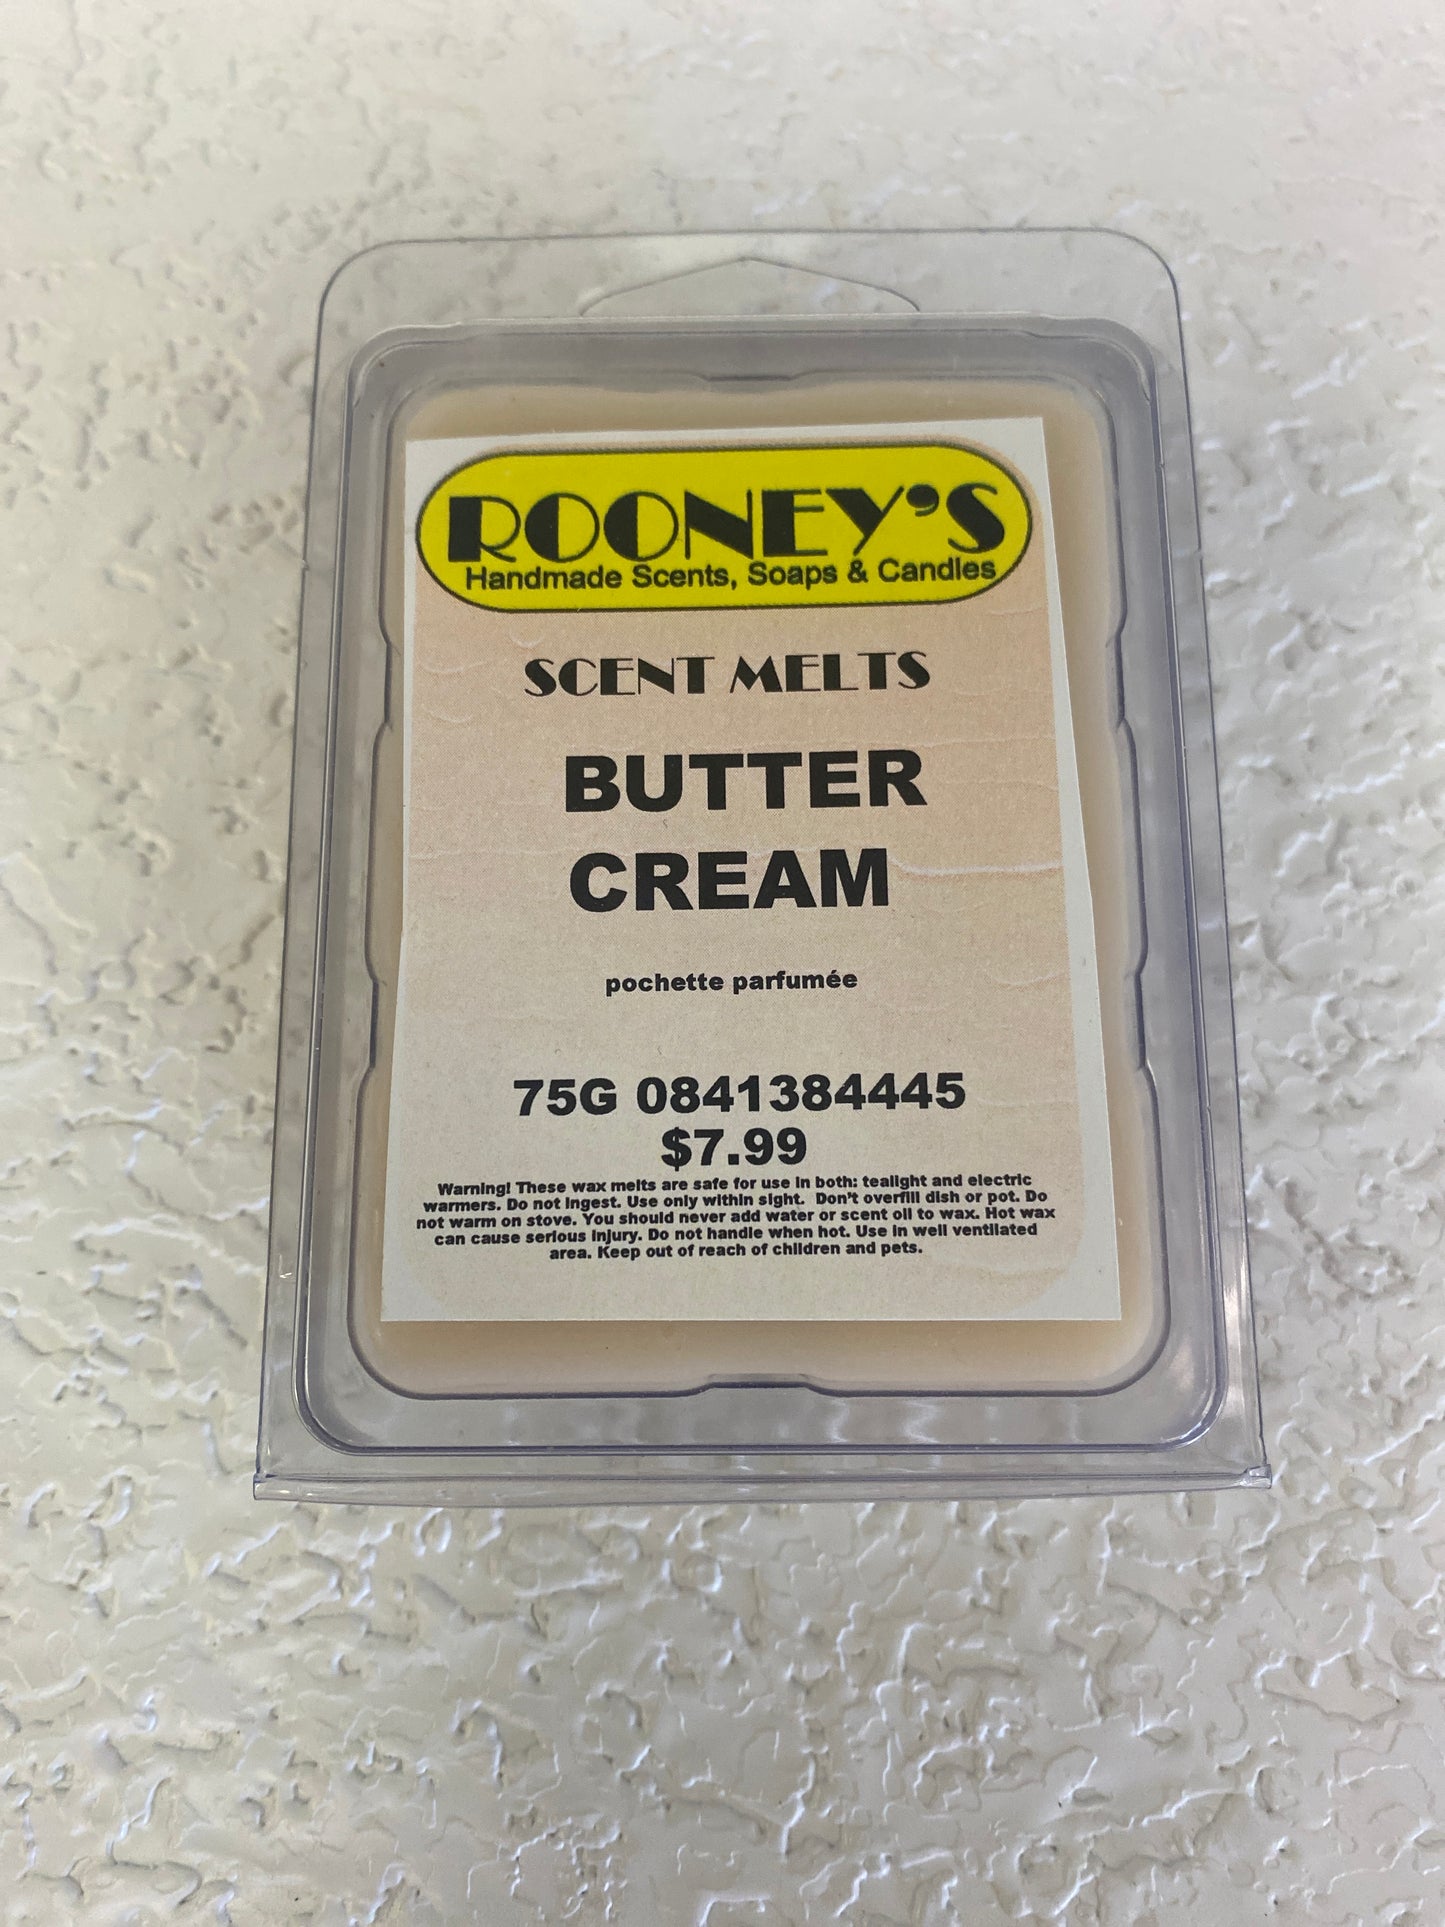 ROONEY'S
Handmade Scents, Soaps & Candles
SCENT MELTS
BUTTER
CREAM
pochette parfumée
75G 0841384445
$7.99
Warning! These wax melts are safe for use in both: tealight and electric
warmers. Do not ingest. Use only within sight. Don't overfill dish or pot. Do
not warm on stove. You should never add water or scent oil to wax. Hot wax
can cause serious injury. Do not handle when hot. Use in well ventilated
area. Keep out of reach of children and pets.